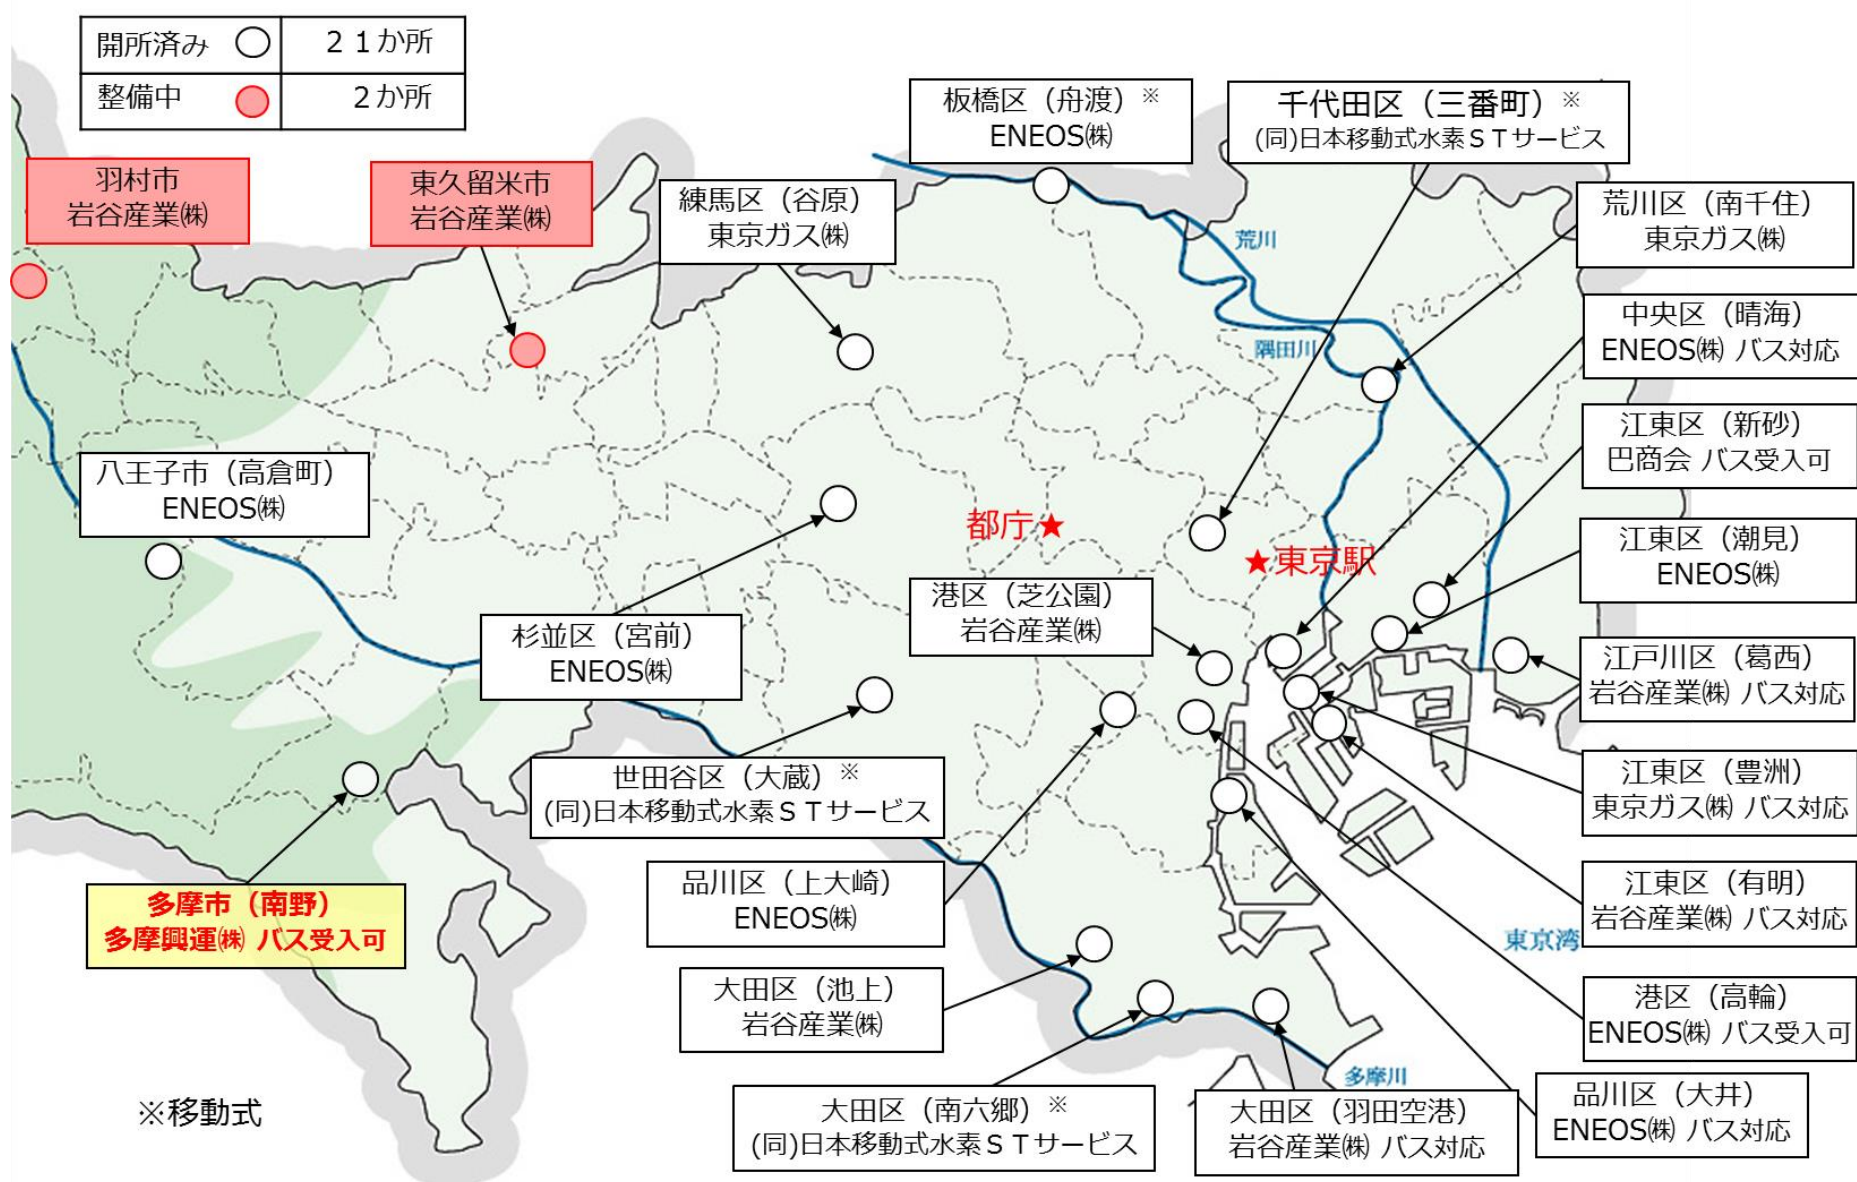 開所済み ○ 21か所
整備中 2か所
板橋区（舟渡）※
ENEOS㈱
千代田区（三番町）※
(同)日本移動式水素ＳＴサービス
羽村市
岩谷産業㈱
東久留米市
岩谷産業㈱
練馬区（谷原）
東京ガス㈱
荒川区（南千住）
東京ガス㈱
荒川
隅田川
中央区（晴海）
ENEOS㈱ バス対応
江東区（新砂）
巴商会 バス受入可
八王子市（高倉町）
ENEOS㈱
都庁★
★東京駅
江東区（潮見）
ENEOS㈱
港区（芝公園）
岩谷産業㈱
杉並区（宮前）
ENEOS㈱
江戸川区（葛西）
岩谷産業㈱ バス対応
世田谷区（大蔵）※
(同)日本移動式水素ＳＴサービス
江東区（豊洲）
東京ガス㈱ バス対応
品川区（上大崎）
ENEOS㈱
江東区（有明）
岩谷産業㈱ バス対応
多摩市（南野）
多摩興運㈱ バス受入可
東京湾
大田区（池上）
岩谷産業㈱
港区（高輪）
ENEOS㈱ バス受入可
多摩川
※移動式
大田区（南六郷）※
(同)日本移動式水素ＳＴサービス
大田区（羽田空港）
岩谷産業㈱ バス対応
品川区（大井）
ENEOS㈱ バス対応